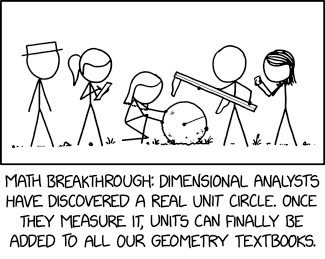 MATH BREAKTHROUGH: DIMENSIONAL ANALYSTS
HAVE DISCOVERED A REAL UNIT CIRCLE. ONCE
THEY MEASURE IT, UNITS CAN FINALLY BE
ADDED TO ALL OUR GEOMETRY TEXTBOOKS.